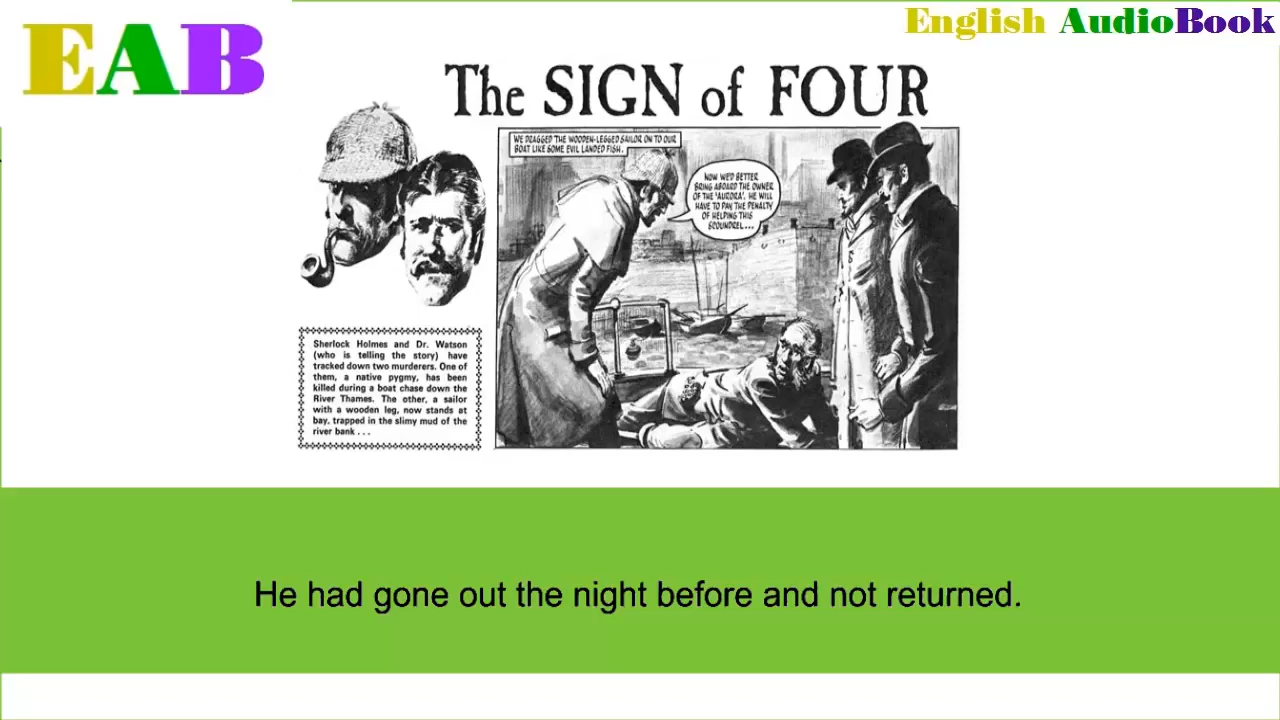 EAB
English AudioBook
The SIGN of FOUR
WE DRAGGED THE WOODEN-LEGGED SAILOR ON TO OUR
BOAT LIKE SOME EVIL LANDED FISH.
NOW WE'D BETTER
BRING ABOARD THE OWNER
OF THE 'AURORA'. HE WILL
HAVE TO PAY THE PENALTY
OF HELPING THIS
SCOUNDREL...
Sherlock Holmes and Dr. Watson
(who is telling the story) have
tracked down two murderers. One of
them, a native pygmy, has been
killed during a boat chase down the
River Thames. The other, a sailor
with a wooden leg, now stands at
bay, trapped in the slimy mud of the
river bank . . .
He had gone out the night before and not returned.